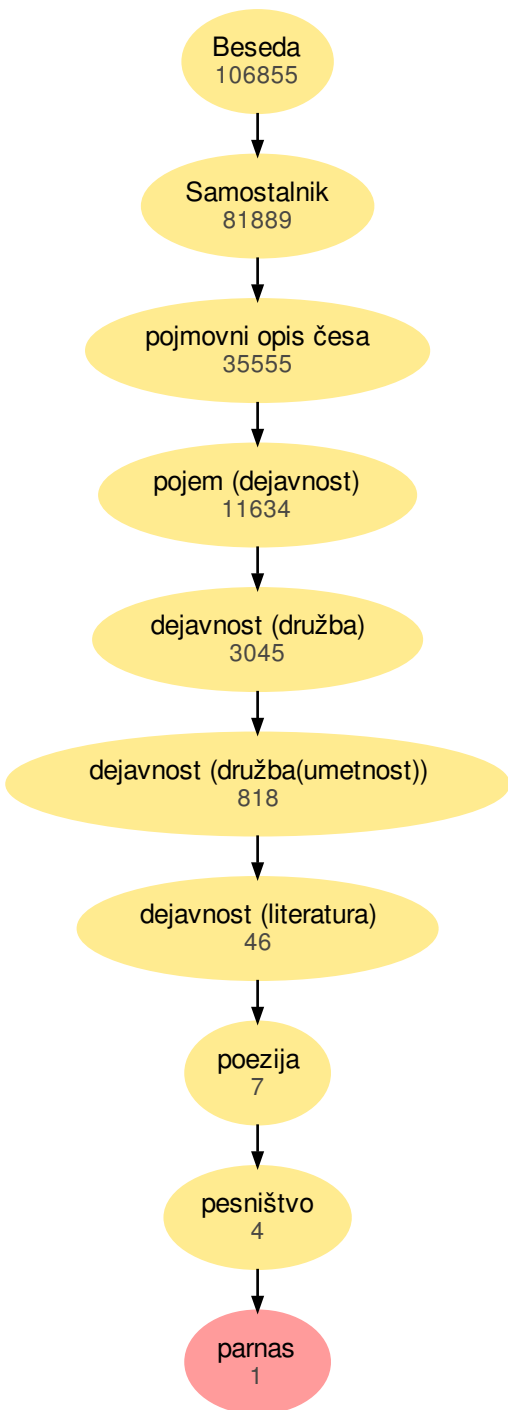 Beseda
106855
Samostalnik
81889
pojmovni opis česa
35555
pojem (dejavnost)
11634
dejavnost (družba)
3045
dejavnost (družba(umetnost))
818
dejavnost (literatura)
46
poezija
7
pesništvo
4
parnas
1